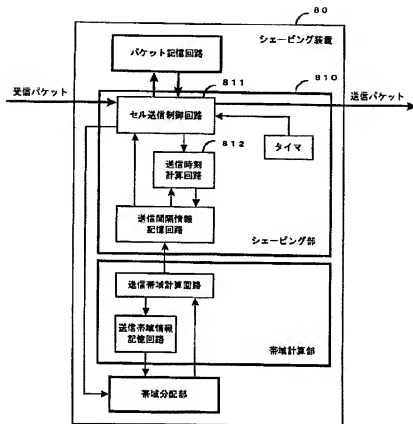 80
シェーピング装置
パケット記憶回路
811
810
受信パケット
送信パケット
セル送信制御回路
812
送信時刻
計算回路
タイマ
送信間隔情報
記憶回路
シェーピング部
送信帯域計算回路
送信帯域情報
記憶回路
帯域計算部
帯域分配部